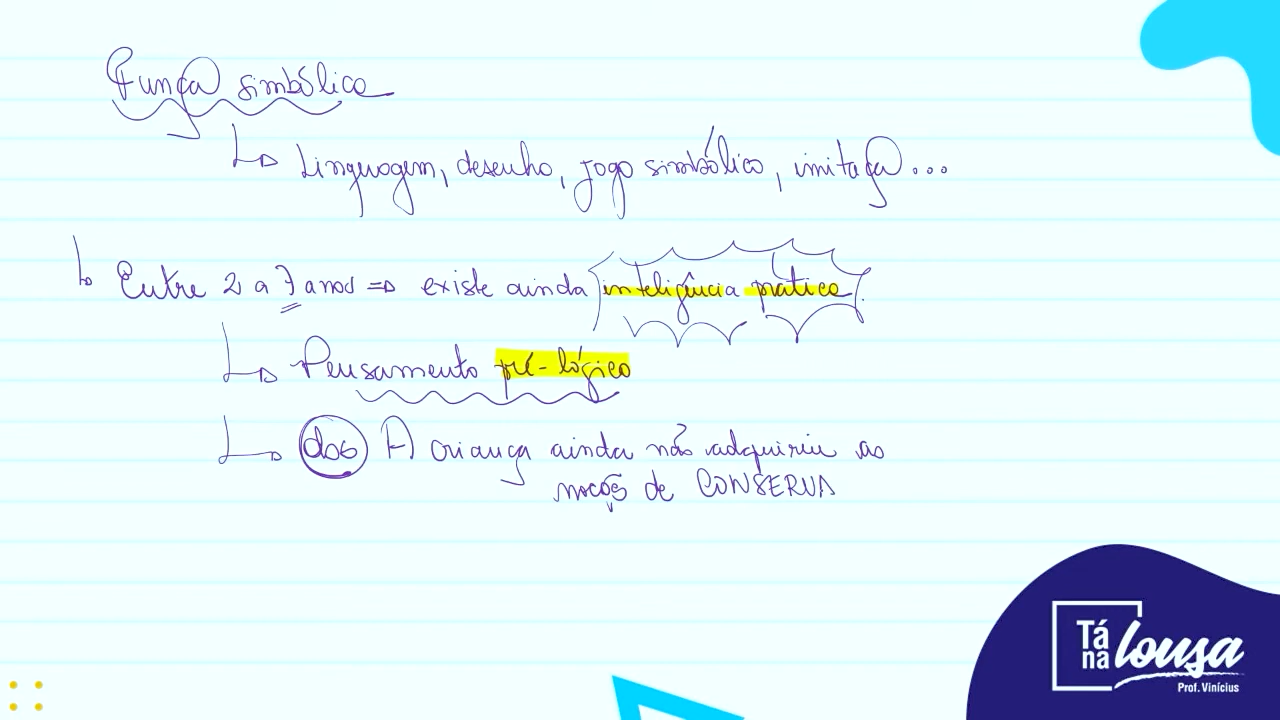 Função simbólica
Linguagem, desenho, jogo simbólico, imitação...
Entre 2 a 7 anos => existe ainda inteligência prática.
Pensamento pré-lógico
obs A criança ainda não adquiriu as
noções de CONSERVA
Tá na lousa
Prof. Vinícius